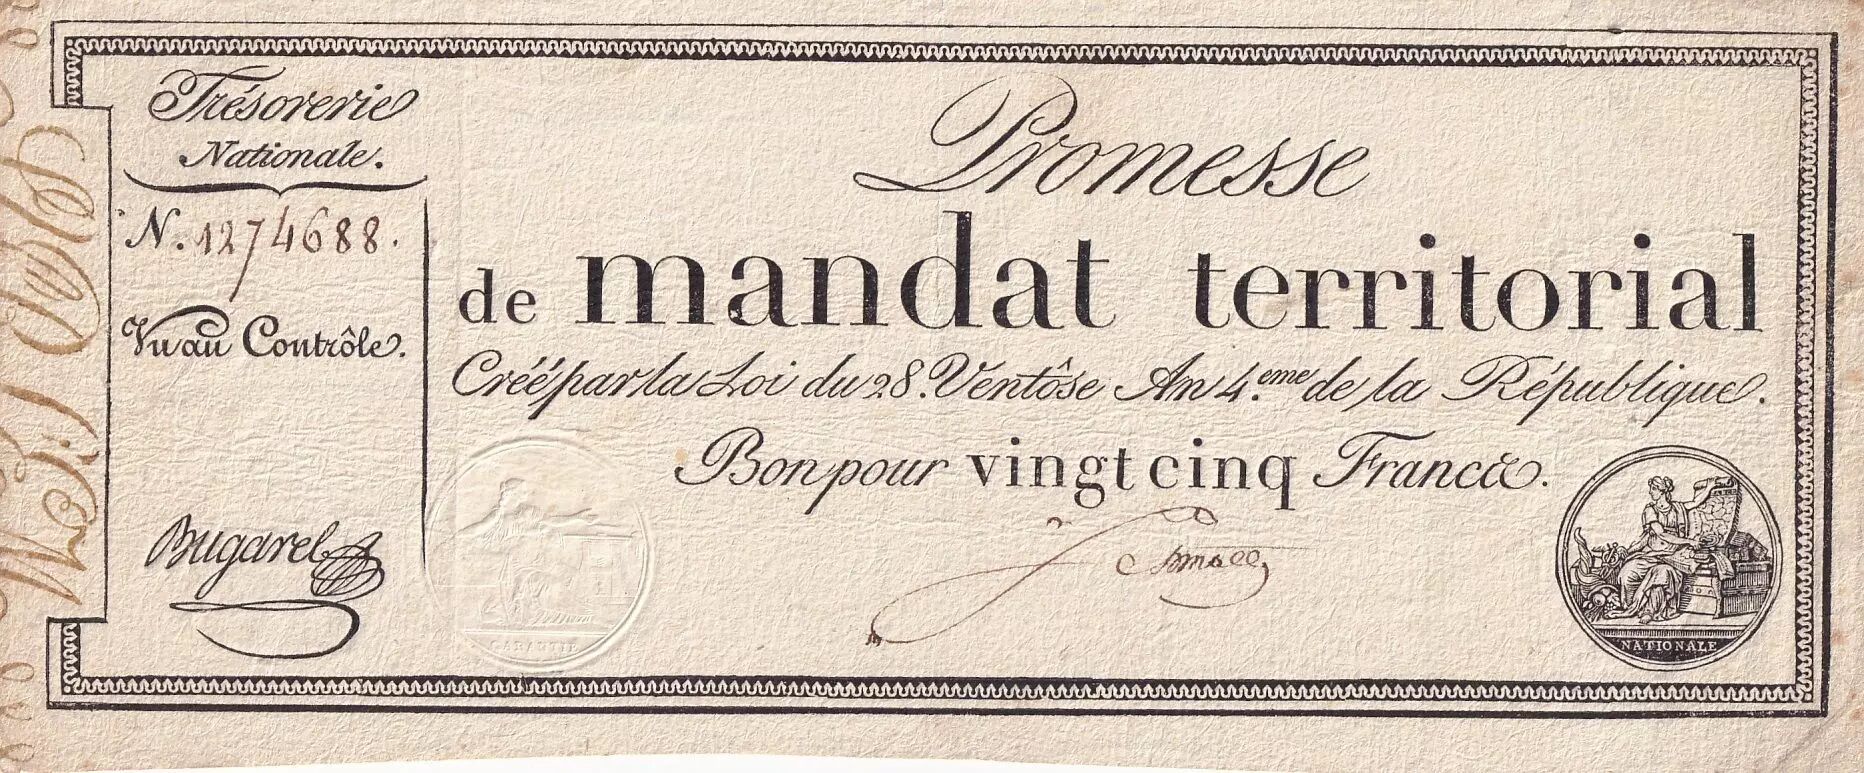 Trésorerie
Nationale.
N. 1274688.
Vu au Contrôle.
Bugarel
Promesse
de mandat territorial
Créé par la Loi du 28. Ventôse An 4.eme de la République.
Bon pour vingt cinq Francs.
GARANTIE
NATIONALE